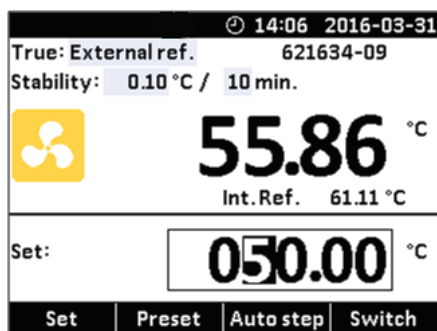 14:06 2016-03-31
True: External ref. 621634-09
Stability: 0.10 °C / 10 min.
55.86 °C
Int.Ref. 61.11 °C
Set: 050.00 °C
Set Preset Auto step Switch